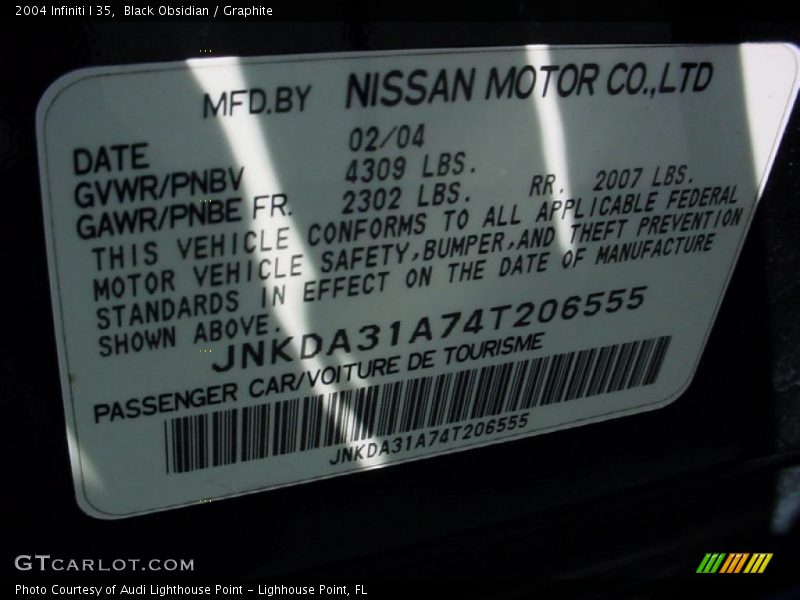 2004 Infiniti I 35, Black Obsidian / Graphite
MFD.BY NISSAN MOTOR CO.,LTD
DATE 02/04
GVWR/PNBV 4309 LBS.
GAWR/PNBE FR. 2302 LBS. RR. 2007 LBS.
THIS VEHICLE CONFORMS TO ALL APPLICABLE FEDERAL
MOTOR VEHICLE SAFETY,BUMPER,AND THEFT PREVENTION
STANDARDS IN EFFECT ON THE DATE OF MANUFACTURE
SHOWN ABOVE.
JNKDA31A74T206555
PASSENGER CAR/VOITURE DE TOURISME
JNKDA31A74T206555
GTCARLOT.COM
Photo Courtesy of Audi Lighthouse Point - Lighhouse Point, FL